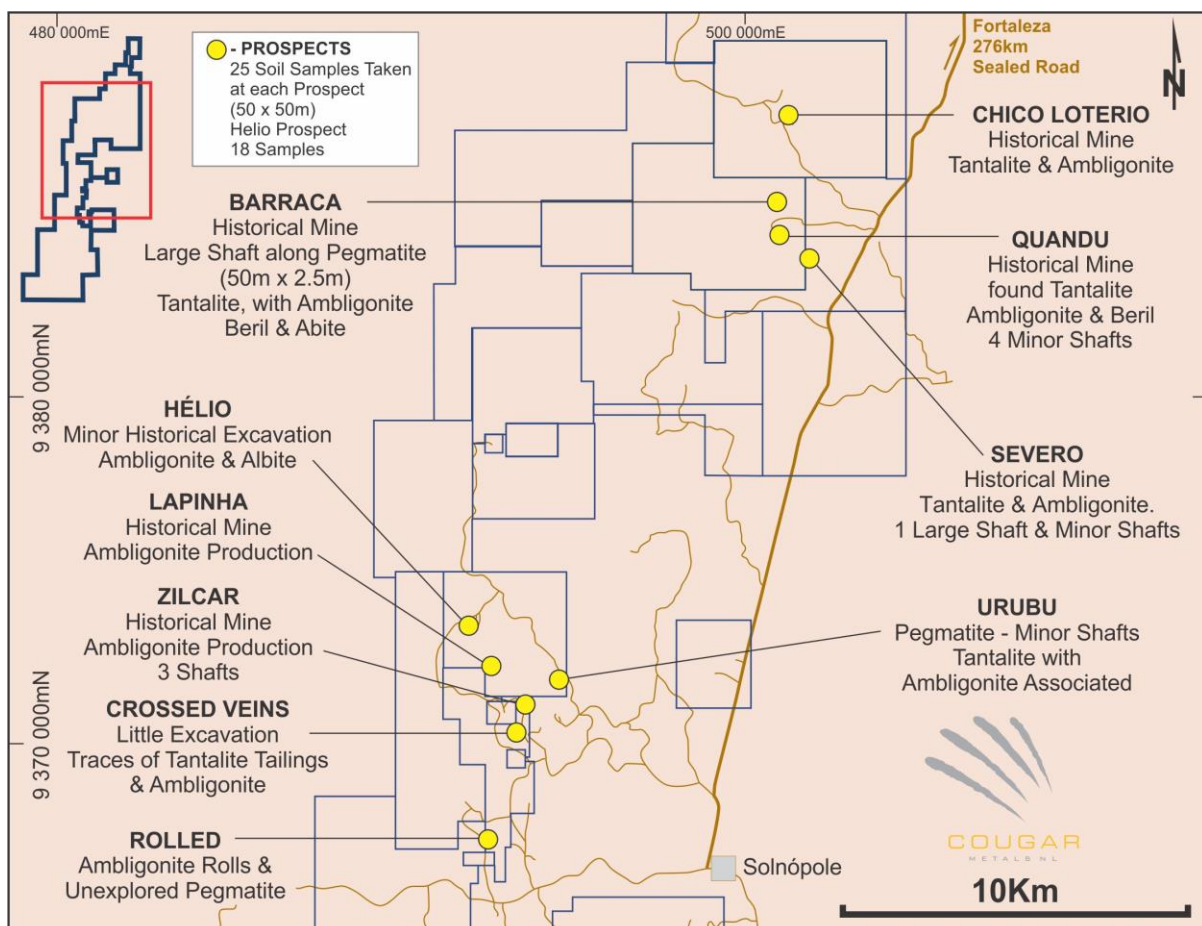 480 000mE
500 000mE
- PROSPECTS
25 Soil Samples Taken
at each Prospect
(50 x 50m)
Helio Prospect
18 Samples
Fortaleza
276km
Sealed Road
N
CHICO LOTERIO
Historical Mine
Tantalite & Ambligonite
BARRACA
Historical Mine
Large Shaft along Pegmatite
(50m x 2.5m)
Tantalite, with Ambligonite
Beril & Abite
QUANDU
Historical Mine
found Tantalite
Ambligonite & Beril
4 Minor Shafts
9 380 000mN
HÉLIO
Minor Historical Excavation
Ambligonite & Albite
SEVERO
Historical Mine
Tantalite & Ambligonite.
1 Large Shaft & Minor Shafts
LAPINHA
Historical Mine
Ambligonite Production
ZILCAR
Historical Mine
Ambligonite Production
3 Shafts
URUBU
Pegmatite - Minor Shafts
Tantalite with
Ambligonite Associated
CROSSED VEINS
Little Excavation
Traces of Tantalite Tailings
& Ambligonite
9 370 000mN
ROLLED
Ambligonite Rolls &
Unexplored Pegmatite
COUGAR
METALS NL
Solnópole
10Km